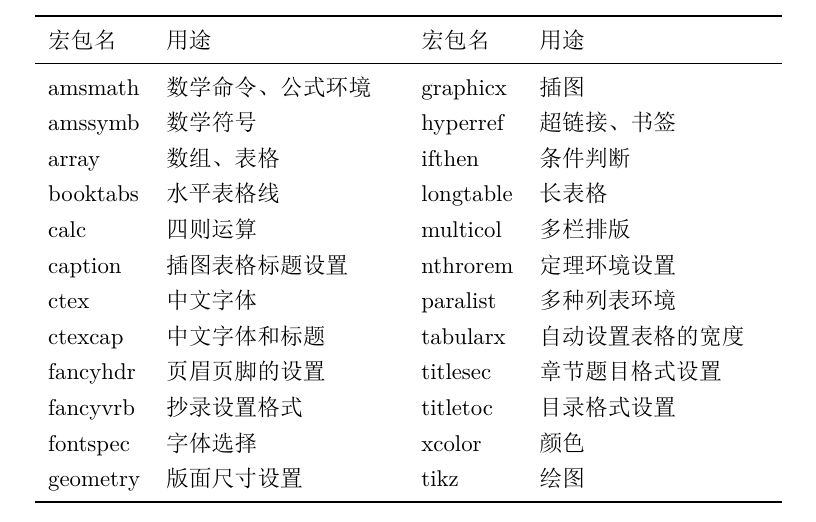 宏包名 用途 宏包名 用途
amsmath 数学命令、公式环境 graphicx 插图
amssymb 数学符号 hyperref 超链接、书签
array 数组、表格 ifthen 条件判断
booktabs 水平表格线 longtable 长表格
calc 四则运算 multicol 多栏排版
caption 插图表格标题设置 nthrorem 定理环境设置
ctex 中文字体 paralist 多种列表环境
ctexcap 中文字体和标题 tabularx 自动设置表格的宽度
fancyhdr 页眉页脚的设置 titlesec 章节题目格式设置
fancyvrb 抄录设置格式 titletoc 目录格式设置
fontspec 字体选择 xcolor 颜色
geometry 版面尺寸设置 tikz 绘图